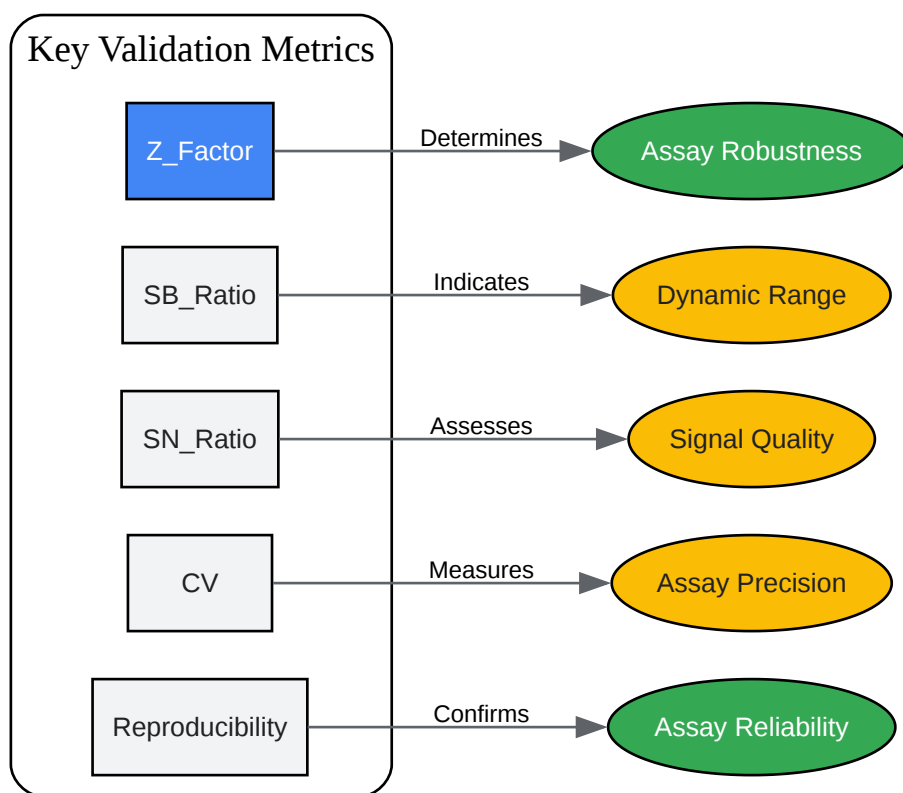 Key Validation Metrics
Z_Factor
Determines
Assay Robustness
SB_Ratio
Indicates
Dynamic Range
SN_Ratio
Assesses
Signal Quality
CV
Measures
Assay Precision
Reproducibility
Confirms
Assay Reliability